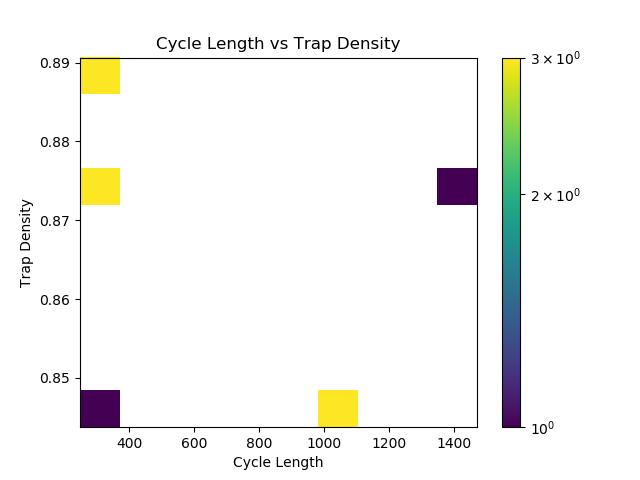 Cycle Length vs Trap Density
0.89
0.88
0.87
0.86
0.85
Trap Density
400
600
800
1000
1200
1400
Cycle Length
3 × 10⁰
2 × 10⁰
10⁰